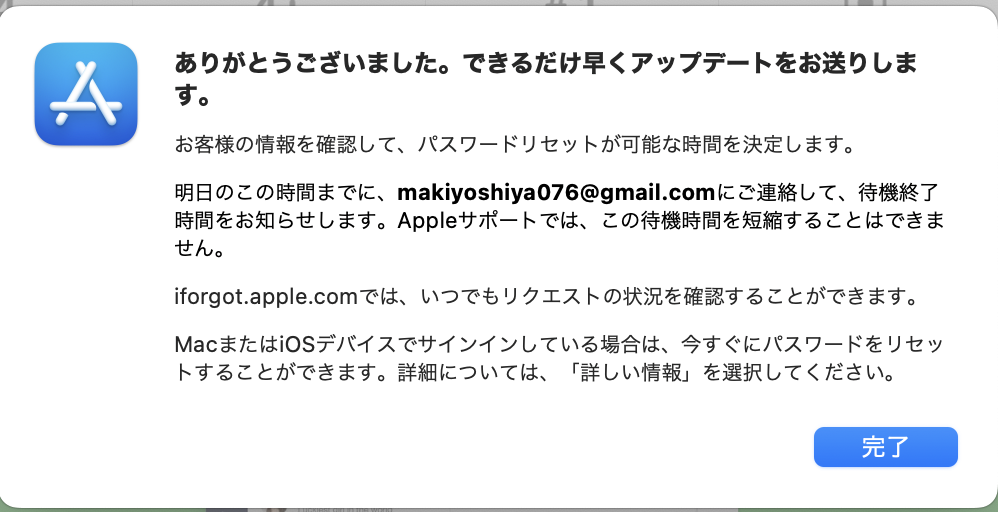 ありがとうございました。できるだけ早くアップデートをお送りしま
す。
お客様の情報を確認して、パスワードリセットが可能な時間を決定します。
明日のこの時間までに、makiyoshiya076@gmail.comにご連絡して、待機終了
時間をお知らせします。Appleサポートでは、この待機時間を短縮することはできま
せん。
iforgot.apple.comでは、いつでもリクエストの状況を確認することができます。
MacまたはiOSデバイスでサインインしている場合は、今すぐにパスワードをリセッ
トすることができます。詳細については、「詳しい情報」を選択してください。
完了